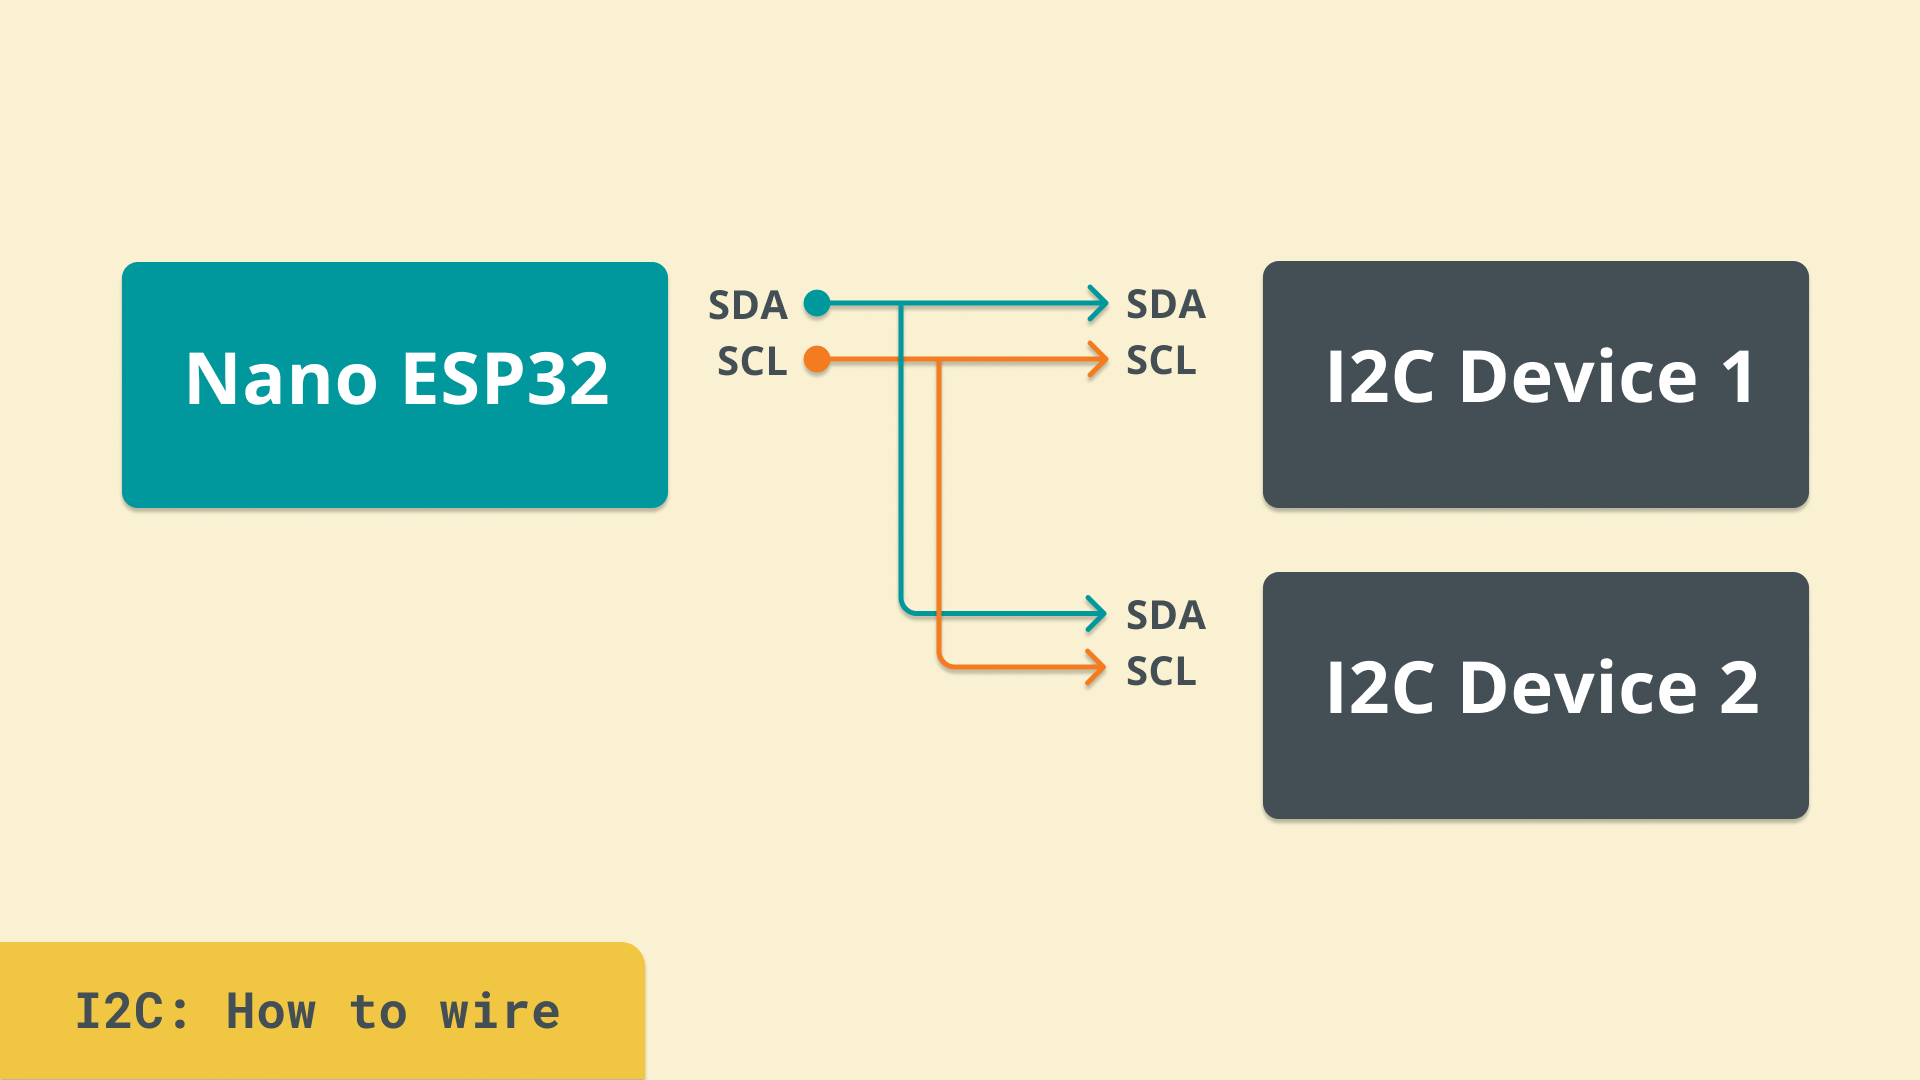 Nano ESP32
SDA
SCL
SDA
SCL
I2C Device 1
SDA
SCL
I2C Device 2
I2C: How to wire